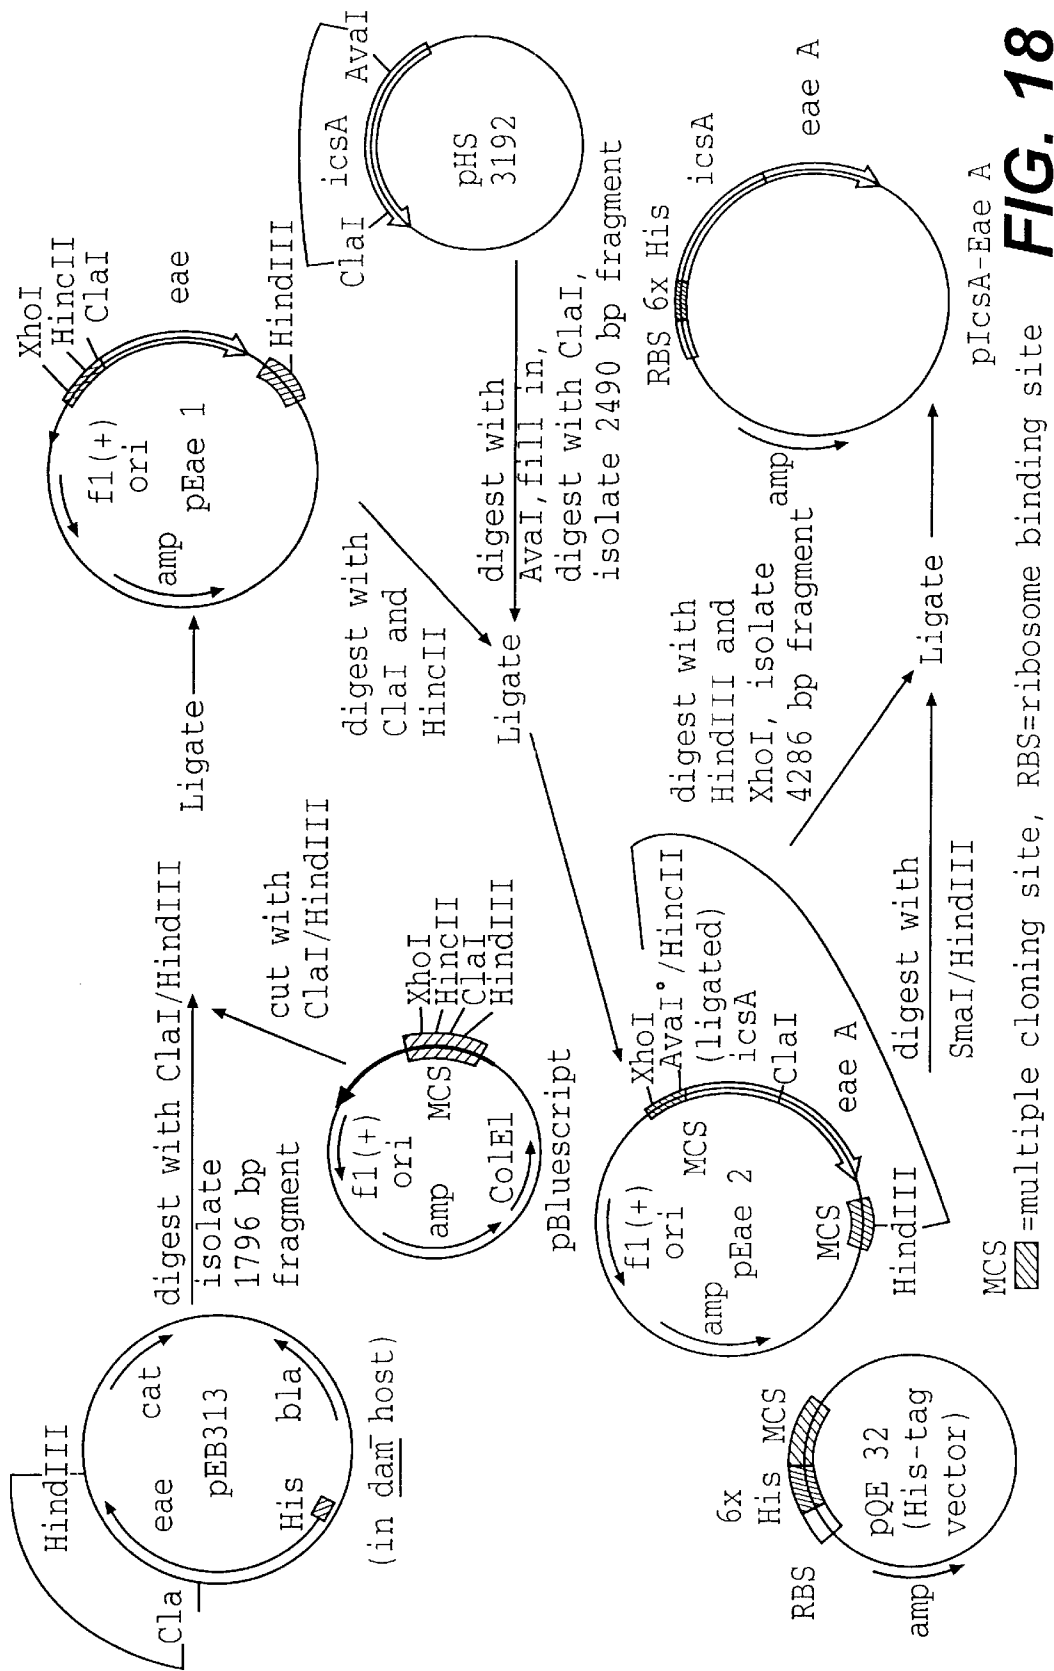 HindIII
Cla
eae
cat
pEB313
His
bla
(in dam⁻ host)
digest with ClaI/HindIII
isolate
1796 bp
fragment
cut with
ClaI/HindIII
f1(+)
ori
MCS
amp
ColE1
XhoI
HincII
ClaI
HindIII
pBluescript
Ligate
XhoI
HincII
ClaI
eae
HindIII
f1(+)
ori
pEae 1
amp
digest with
ClaI and
HincII
ClaI
icsA
AvaI
pHS
3192
digest with
AvaI, fill in,
digest with ClaI,
isolate 2490 bp fragment
Ligate
XhoI
AvaI°/HincII
(ligated)
icsA
ClaI
eae A
f1(+)
ori
MCS
amp
pEae 2
MCS
HindIII
digest with
HindIII and
XhoI, isolate
4286 bp fragment
6x
His
MCS
RBS
pQE 32
(His-tag
vector)
amp
digest with
SmaI/HindIII
Ligate
RBS
6x His
icsA
eae A
amp
pIcsA-Eae A
MCS
=multiple cloning site, RBS=ribosome binding site
FIG. 18